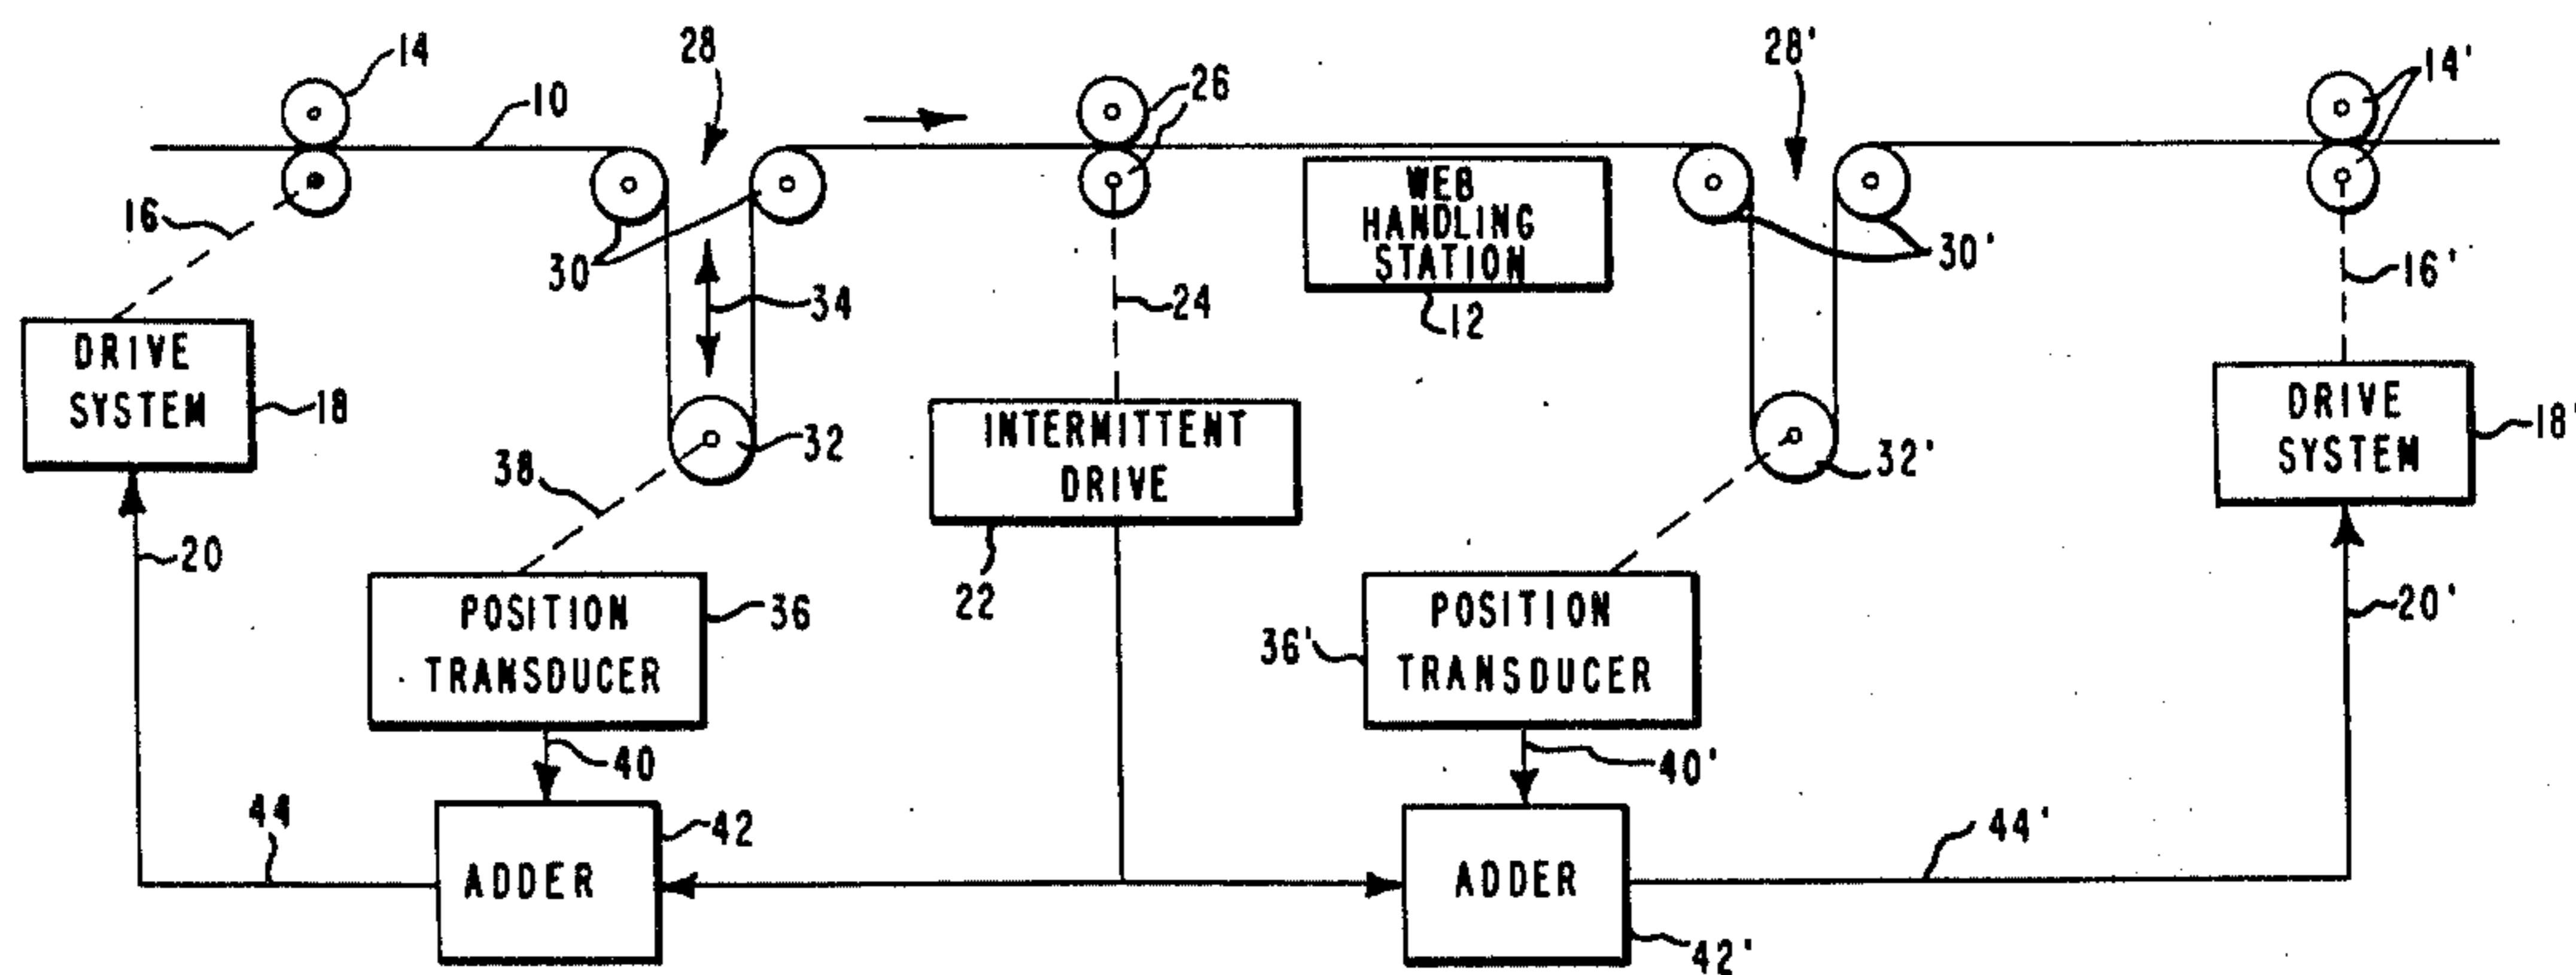 14
10
28
26
28'
14'
16
30
34
24
WEB
HANDLING
STATION
12
30'
16'
DRIVE
SYSTEM
18
38
32
INTERMITTENT
DRIVE
22
32'
DRIVE
SYSTEM
18'
20
POSITION
TRANSDUCER
36
36'
POSITION
TRANSDUCER
20'
40
40'
44
ADDER
42
ADDER
42'
44'